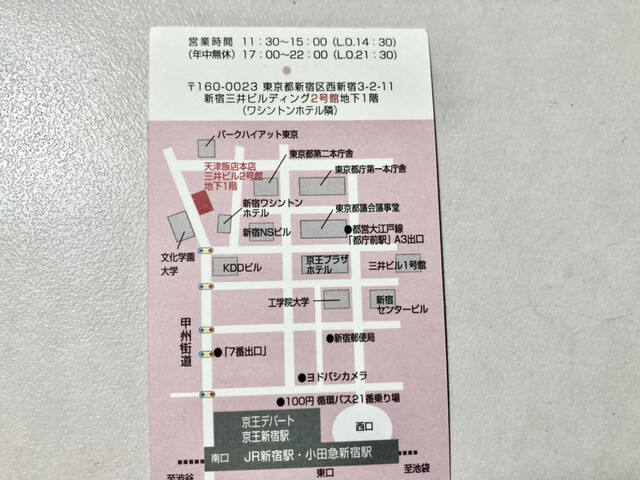 営業時間 11：30〜15：00（L.O.14：30）
（年中無休）17：00〜22：00（L.O.21：30）
〒160-0023 東京都新宿区西新宿3-2-11
新宿三井ビルディング2号館地下1階
（ワシントンホテル隣）
パークハイアット東京
東京都第二本庁舎
天津飯店本店
三井ビル2号館
地下1階
東京都庁第一本庁舎
新宿ワシントン
ホテル
東京都議会議事堂
新宿NSビル
●都営大江戸線
「都庁前駅」A3出口
文化学園
大学
KDDビル
京王プラザ
ホテル
三井ビル1号館
工学院大学
新宿
センタービル
甲州街道
●新宿郵便局
●「7番出口」
●ヨドバシカメラ
●100円 循環バス21番乗り場
京王デパート
京王新宿駅
西口
南口
JR新宿駅・小田急新宿駅
至渋谷
東口
至池袋